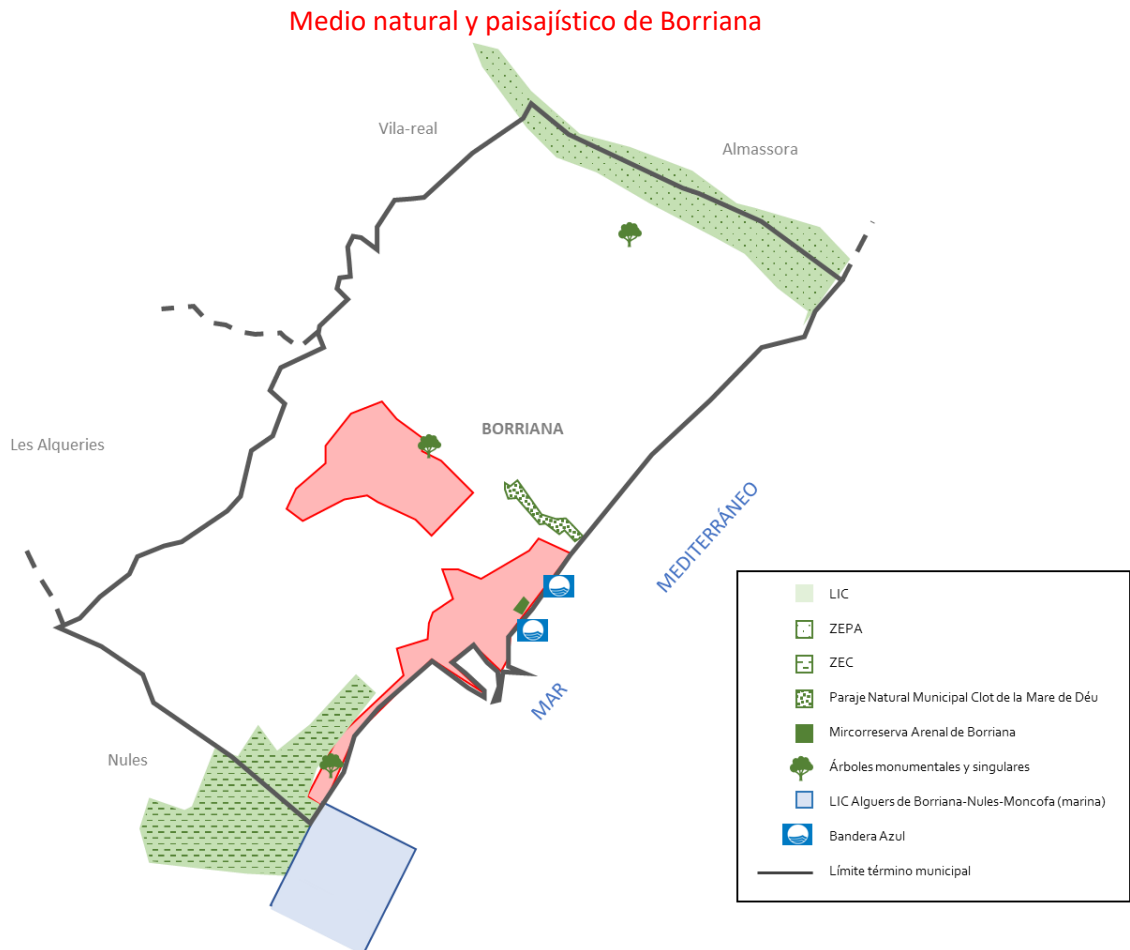 Medio natural y paisajístico de Borriana
Vila-real
Almassora
Les Alqueries
BORRIANA
MEDITERRÁNEO
MAR
Nules
LIC
ZEPA
ZEC
Paraje Natural Municipal Clot de la Mare de Déu
Mircorreserva Arenal de Borriana
Árboles monumentales y singulares
LIC Alguers de Borriana-Nules-Moncofa (marina)
Bandera Azul
Límite término municipal